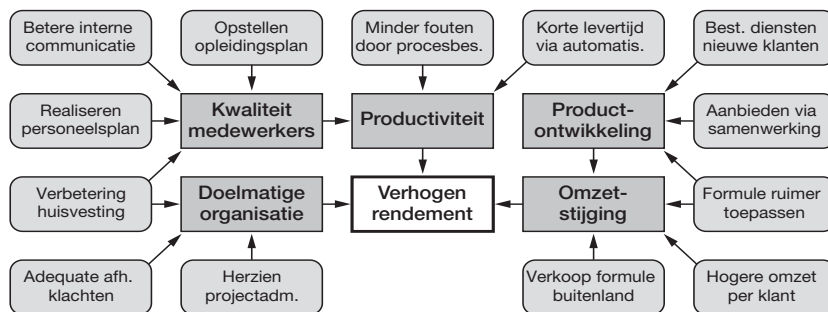 Betere interne
communicatie
Opstellen
opleidingsplan
Minder fouten
door procesbes.
Korte levertijd
via automatis.
Best. diensten
nieuwe klanten
Realiseren
personeelsplan
Kwaliteit
medewerkers
Productiviteit
Product-
ontwikkeling
Aanbieden via
samenwerking
Verbetering
huisvesting
Doelmatige
organisatie
Verhogen
rendement
Omzet-
stijging
Formule ruimer
toepassen
Adequate afh.
klachten
Herzien
projectadm.
Verkoop formule
buitenland
Hogere omzet
per klant